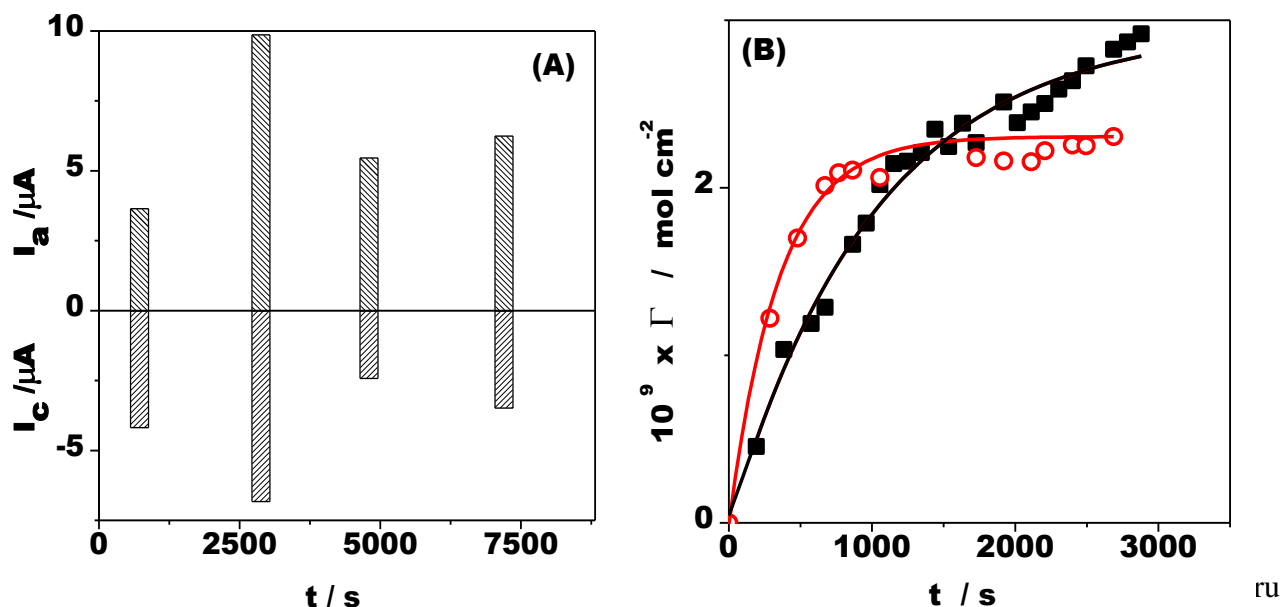 (A)
10
5
0
-5
I_a /μA
I_c /μA
0 2500 5000 7500
t / s
(B)
2
0
10^9 x Γ / mol cm^-2
0 1000 2000 3000
t / s
ru